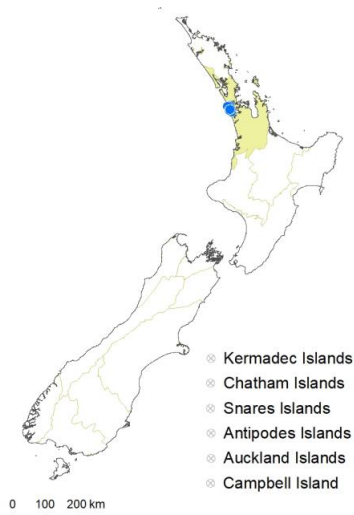 Kermadec Islands
Chatham Islands
Snares Islands
Antipodes Islands
Auckland Islands
Campbell Island
0 100 200 km